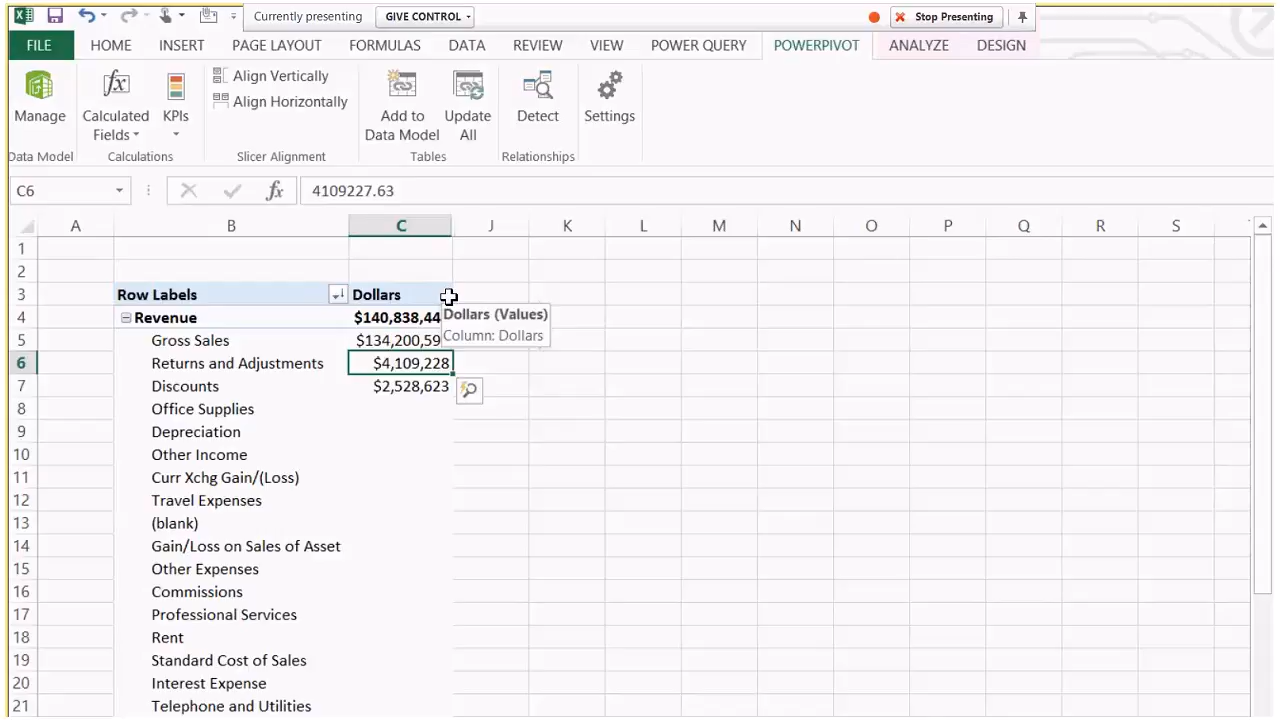 Currently presenting GIVE CONTROL Stop Presenting
FILE HOME INSERT PAGE LAYOUT FORMULAS DATA REVIEW VIEW POWER QUERY POWERPIVOT ANALYZE DESIGN
Manage
Calculated
Fields
KPIs
Align Vertically
Align Horizontally
Add to
Data Model
Update
All
Detect
Settings
Data Model Calculations Slicer Alignment Tables Relationships
C6 fx 4109227.63
A B C J K L M N O P Q R S
1
2
3 Row Labels Dollars
4 Revenue $140,838,44
Dollars (Values)
Column: Dollars
5 Gross Sales $134,200,59
6 Returns and Adjustments $4,109,228
7 Discounts $2,528,623
8 Office Supplies
9 Depreciation
10 Other Income
11 Curr Xchg Gain/(Loss)
12 Travel Expenses
13 (blank)
14 Gain/Loss on Sales of Asset
15 Other Expenses
16 Commissions
17 Professional Services
18 Rent
19 Standard Cost of Sales
20 Interest Expense
21 Telephone and Utilities